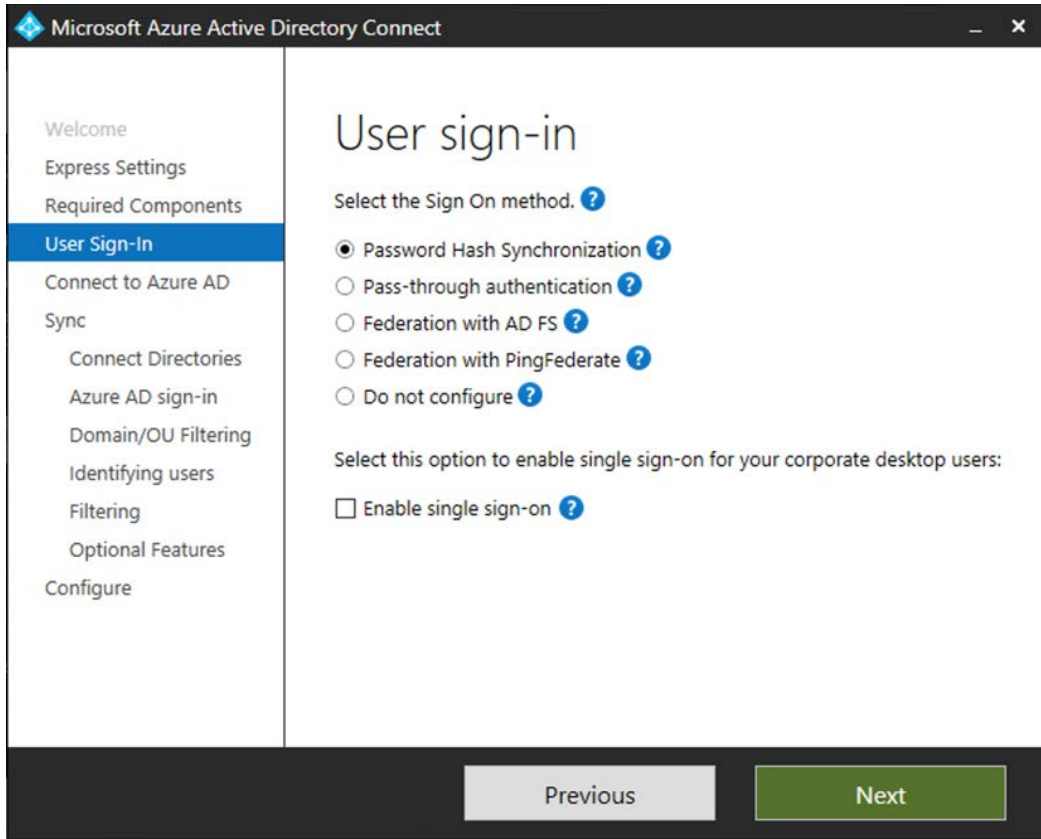 Microsoft Azure Active Directory Connect
Welcome
Express Settings
Required Components
User Sign-In
Connect to Azure AD
Sync
Connect Directories
Azure AD sign-in
Domain/OU Filtering
Identifying users
Filtering
Optional Features
Configure
User sign-in
Select the Sign On method. ?
Password Hash Synchronization ?
Pass-through authentication ?
Federation with AD FS ?
Federation with PingFederate ?
Do not configure ?
Select this option to enable single sign-on for your corporate desktop users:
Enable single sign-on ?
Previous
Next